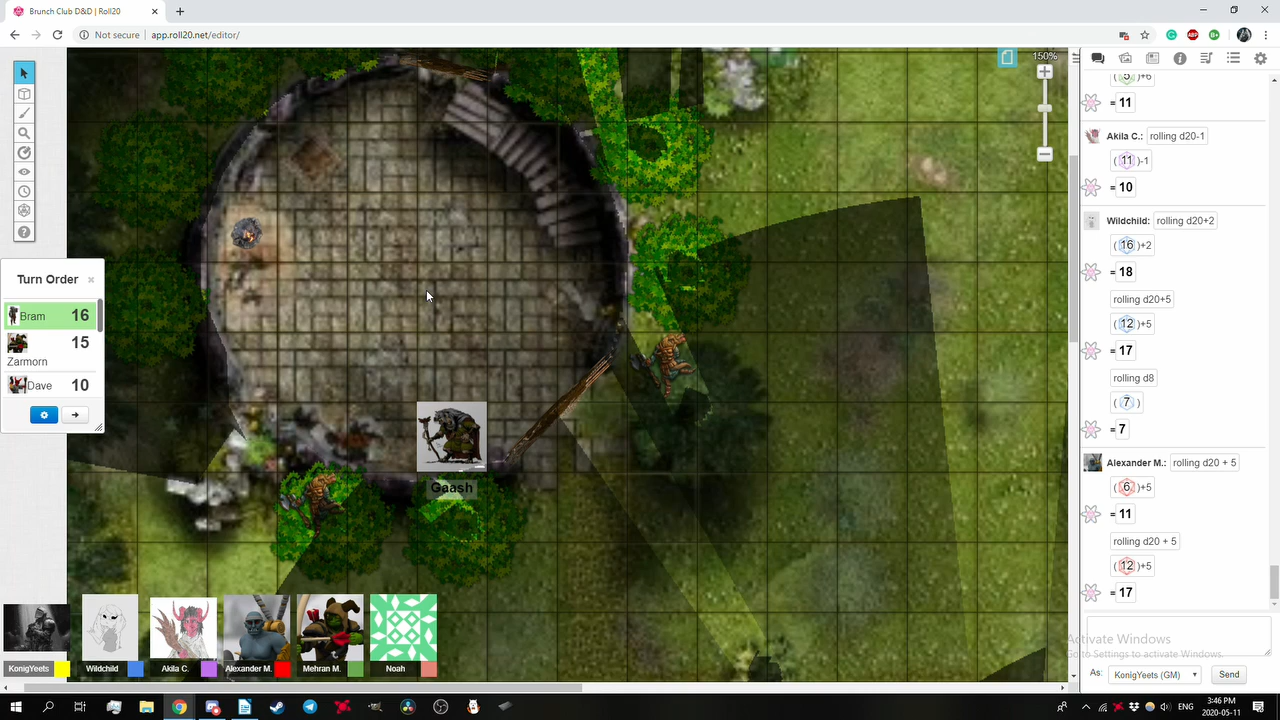 Brunch Club D&D | Roll20
Not secure | app.roll20.net/editor/
150%
Turn Order
Bram 16
15
Zarmorn
Dave 10
Gaash
KonigYeets
Wildchild
Akila C.
Alexander M.
Mehran M.
Noah
(5)+6
= 11
Akila C.: rolling d20-1
(11)-1
= 10
Wildchild: rolling d20+2
(16)+2
= 18
rolling d20+5
(12)+5
= 17
rolling d8
(7)
= 7
Alexander M.: rolling d20 + 5
(6)+5
= 11
rolling d20 + 5
(12)+5
= 17
Activate Windows
Go to Settings to activate Windows.
As: KonigYeets (GM) Send
3:46 PM
2020-05-11